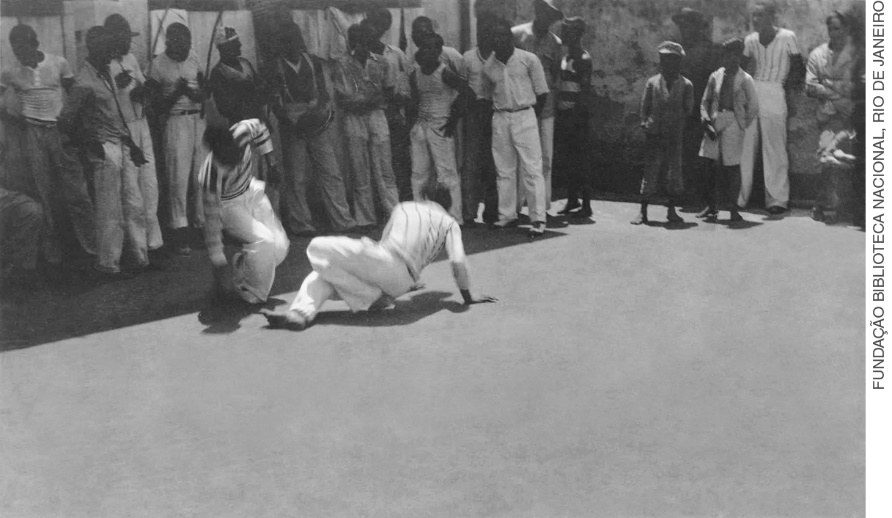 FUNDAÇÃO BIBLIOTECA NACIONAL, RIO DE JANEIRO